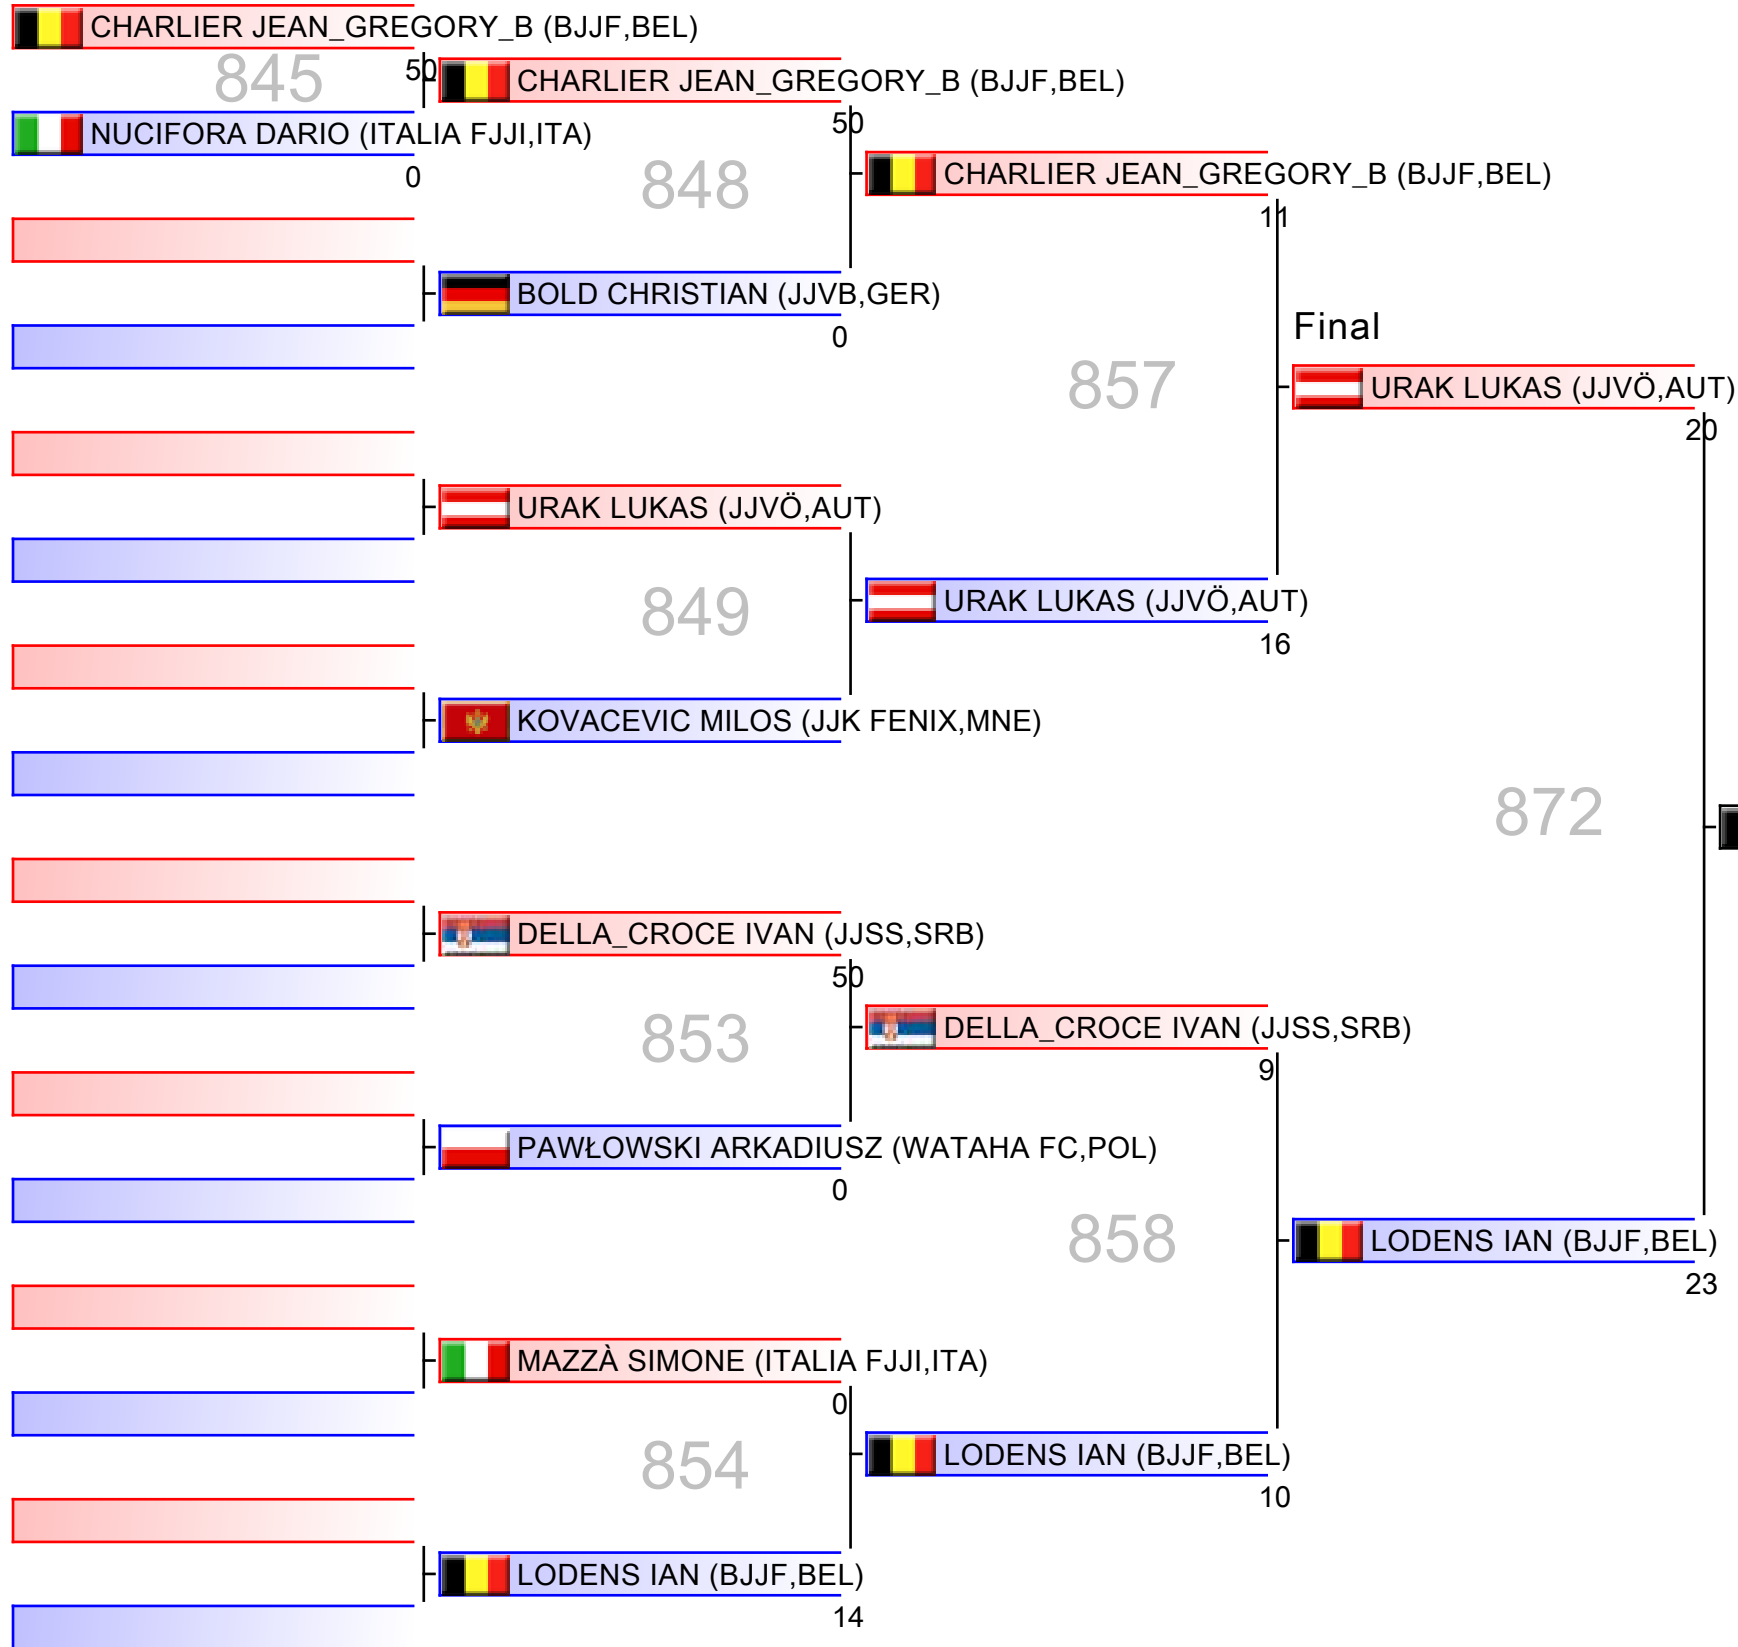 CHARLIER JEAN_GREGORY_B (BJJF,BEL)
845
50
CHARLIER JEAN_GREGORY_B (BJJF,BEL)
NUCIFORA DARIO (ITALIA FJJI,ITA)
0
50
848
CHARLIER JEAN_GREGORY_B (BJJF,BEL)
11
BOLD CHRISTIAN (JJVB,GER)
0
857
Final
URAK LUKAS (JJVÖ,AUT)
20
URAK LUKAS (JJVÖ,AUT)
849
URAK LUKAS (JJVÖ,AUT)
16
KOVACEVIC MILOS (JJK FENIX,MNE)
872
DELLA_CROCE IVAN (JJSS,SRB)
50
853
DELLA_CROCE IVAN (JJSS,SRB)
9
PAWŁOWSKI ARKADIUSZ (WATAHA FC,POL)
0
858
LODENS IAN (BJJF,BEL)
23
MAZZÀ SIMONE (ITALIA FJJI,ITA)
0
854
LODENS IAN (BJJF,BEL)
10
LODENS IAN (BJJF,BEL)
14